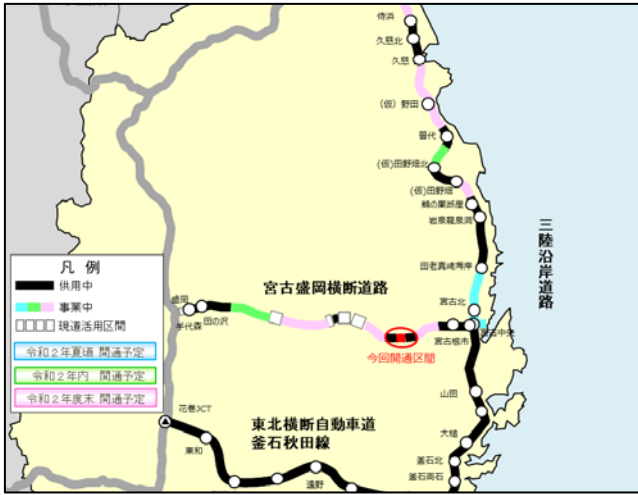 侍浜
久慈北
久慈
(仮)野田
普代
(仮)田野畑北
(仮)田野畑
鵜の巣断崖
岩泉龍泉洞
三陸沿岸道路
田老真崎海岸
凡 例
供用中
事業中
現道活用区間
令和2年夏頃 開通予定
令和2年内 開通予定
令和2年度末 開通予定
宮古盛岡横断道路
盛岡
手代森
田の沢
宮古北
宮古中央
宮古根市
今回開通区間
山田
花巻JCT
東北横断自動車道
釜石秋田線
東和
大槌
釜石北
遠野
釜石両石